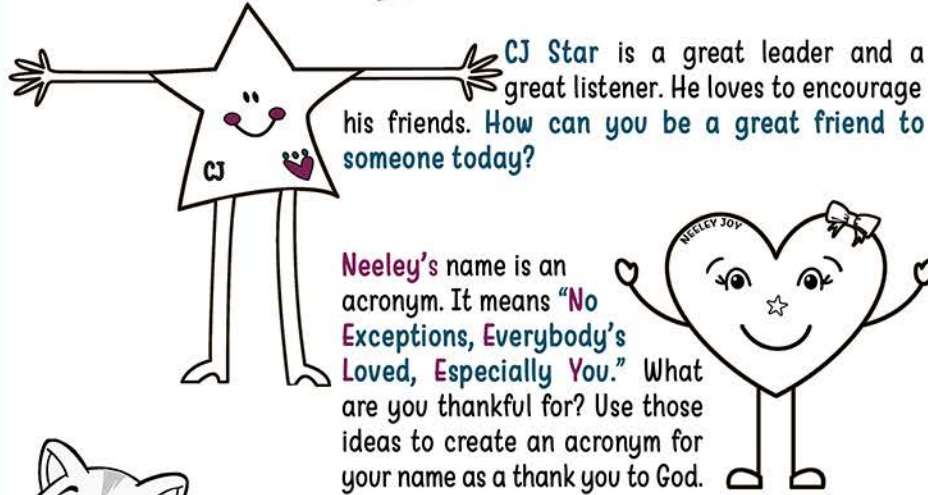 CJ Star is a great leader and a
great listener. He loves to encourage
his friends. How can you be a great friend to
someone today?
CJ
Neeley's name is an
acronym. It means “No
Exceptions, Everybody's
Loved, Especially You.” What
are you thankful for? Use those
ideas to create an acronym for
your name as a thank you to God.
NEELEY JOY